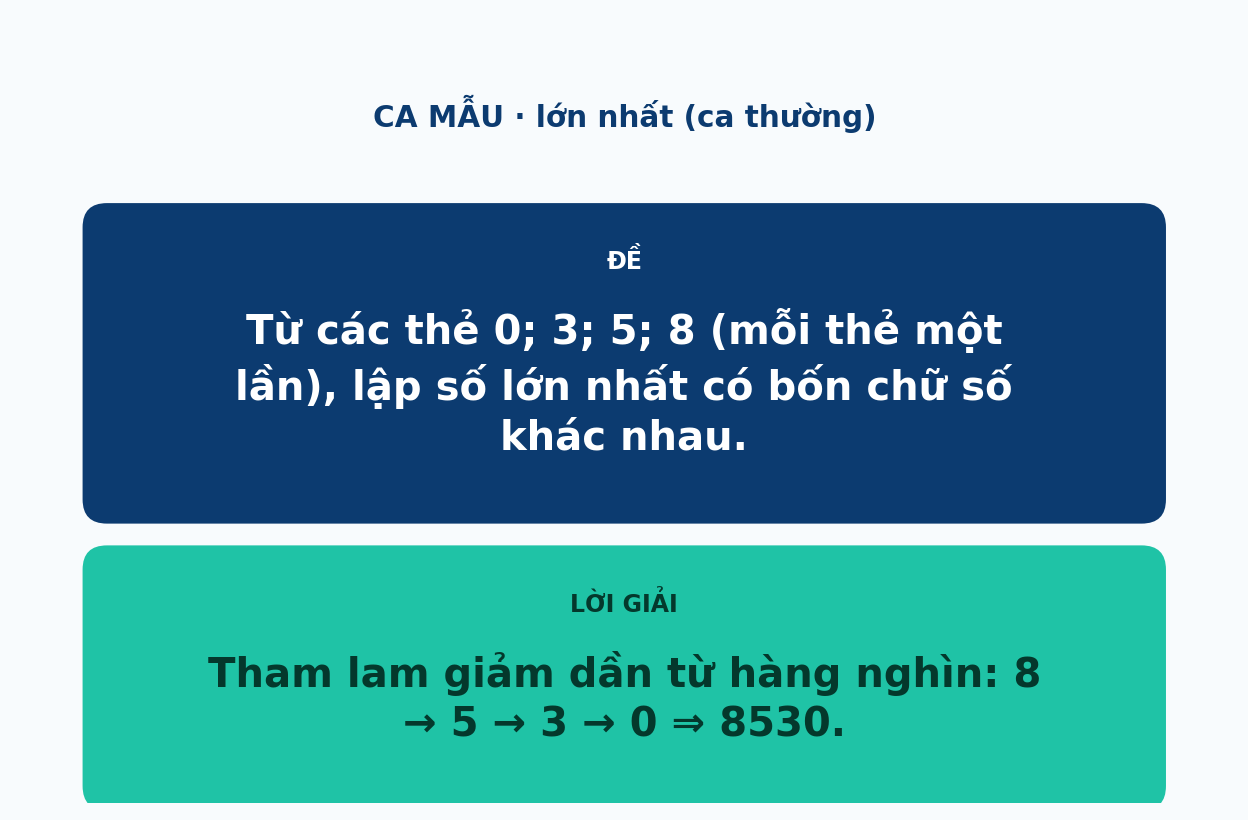 CA MẪU · lớn nhất (ca thường)
ĐỀ
Từ các thẻ 0; 3; 5; 8 (mỗi thẻ một
lần), lập số lớn nhất có bốn chữ số
khác nhau.
LỜI GIẢI
Tham lam giảm dần từ hàng nghìn: 8
→ 5 → 3 → 0 ⇒ 8530.